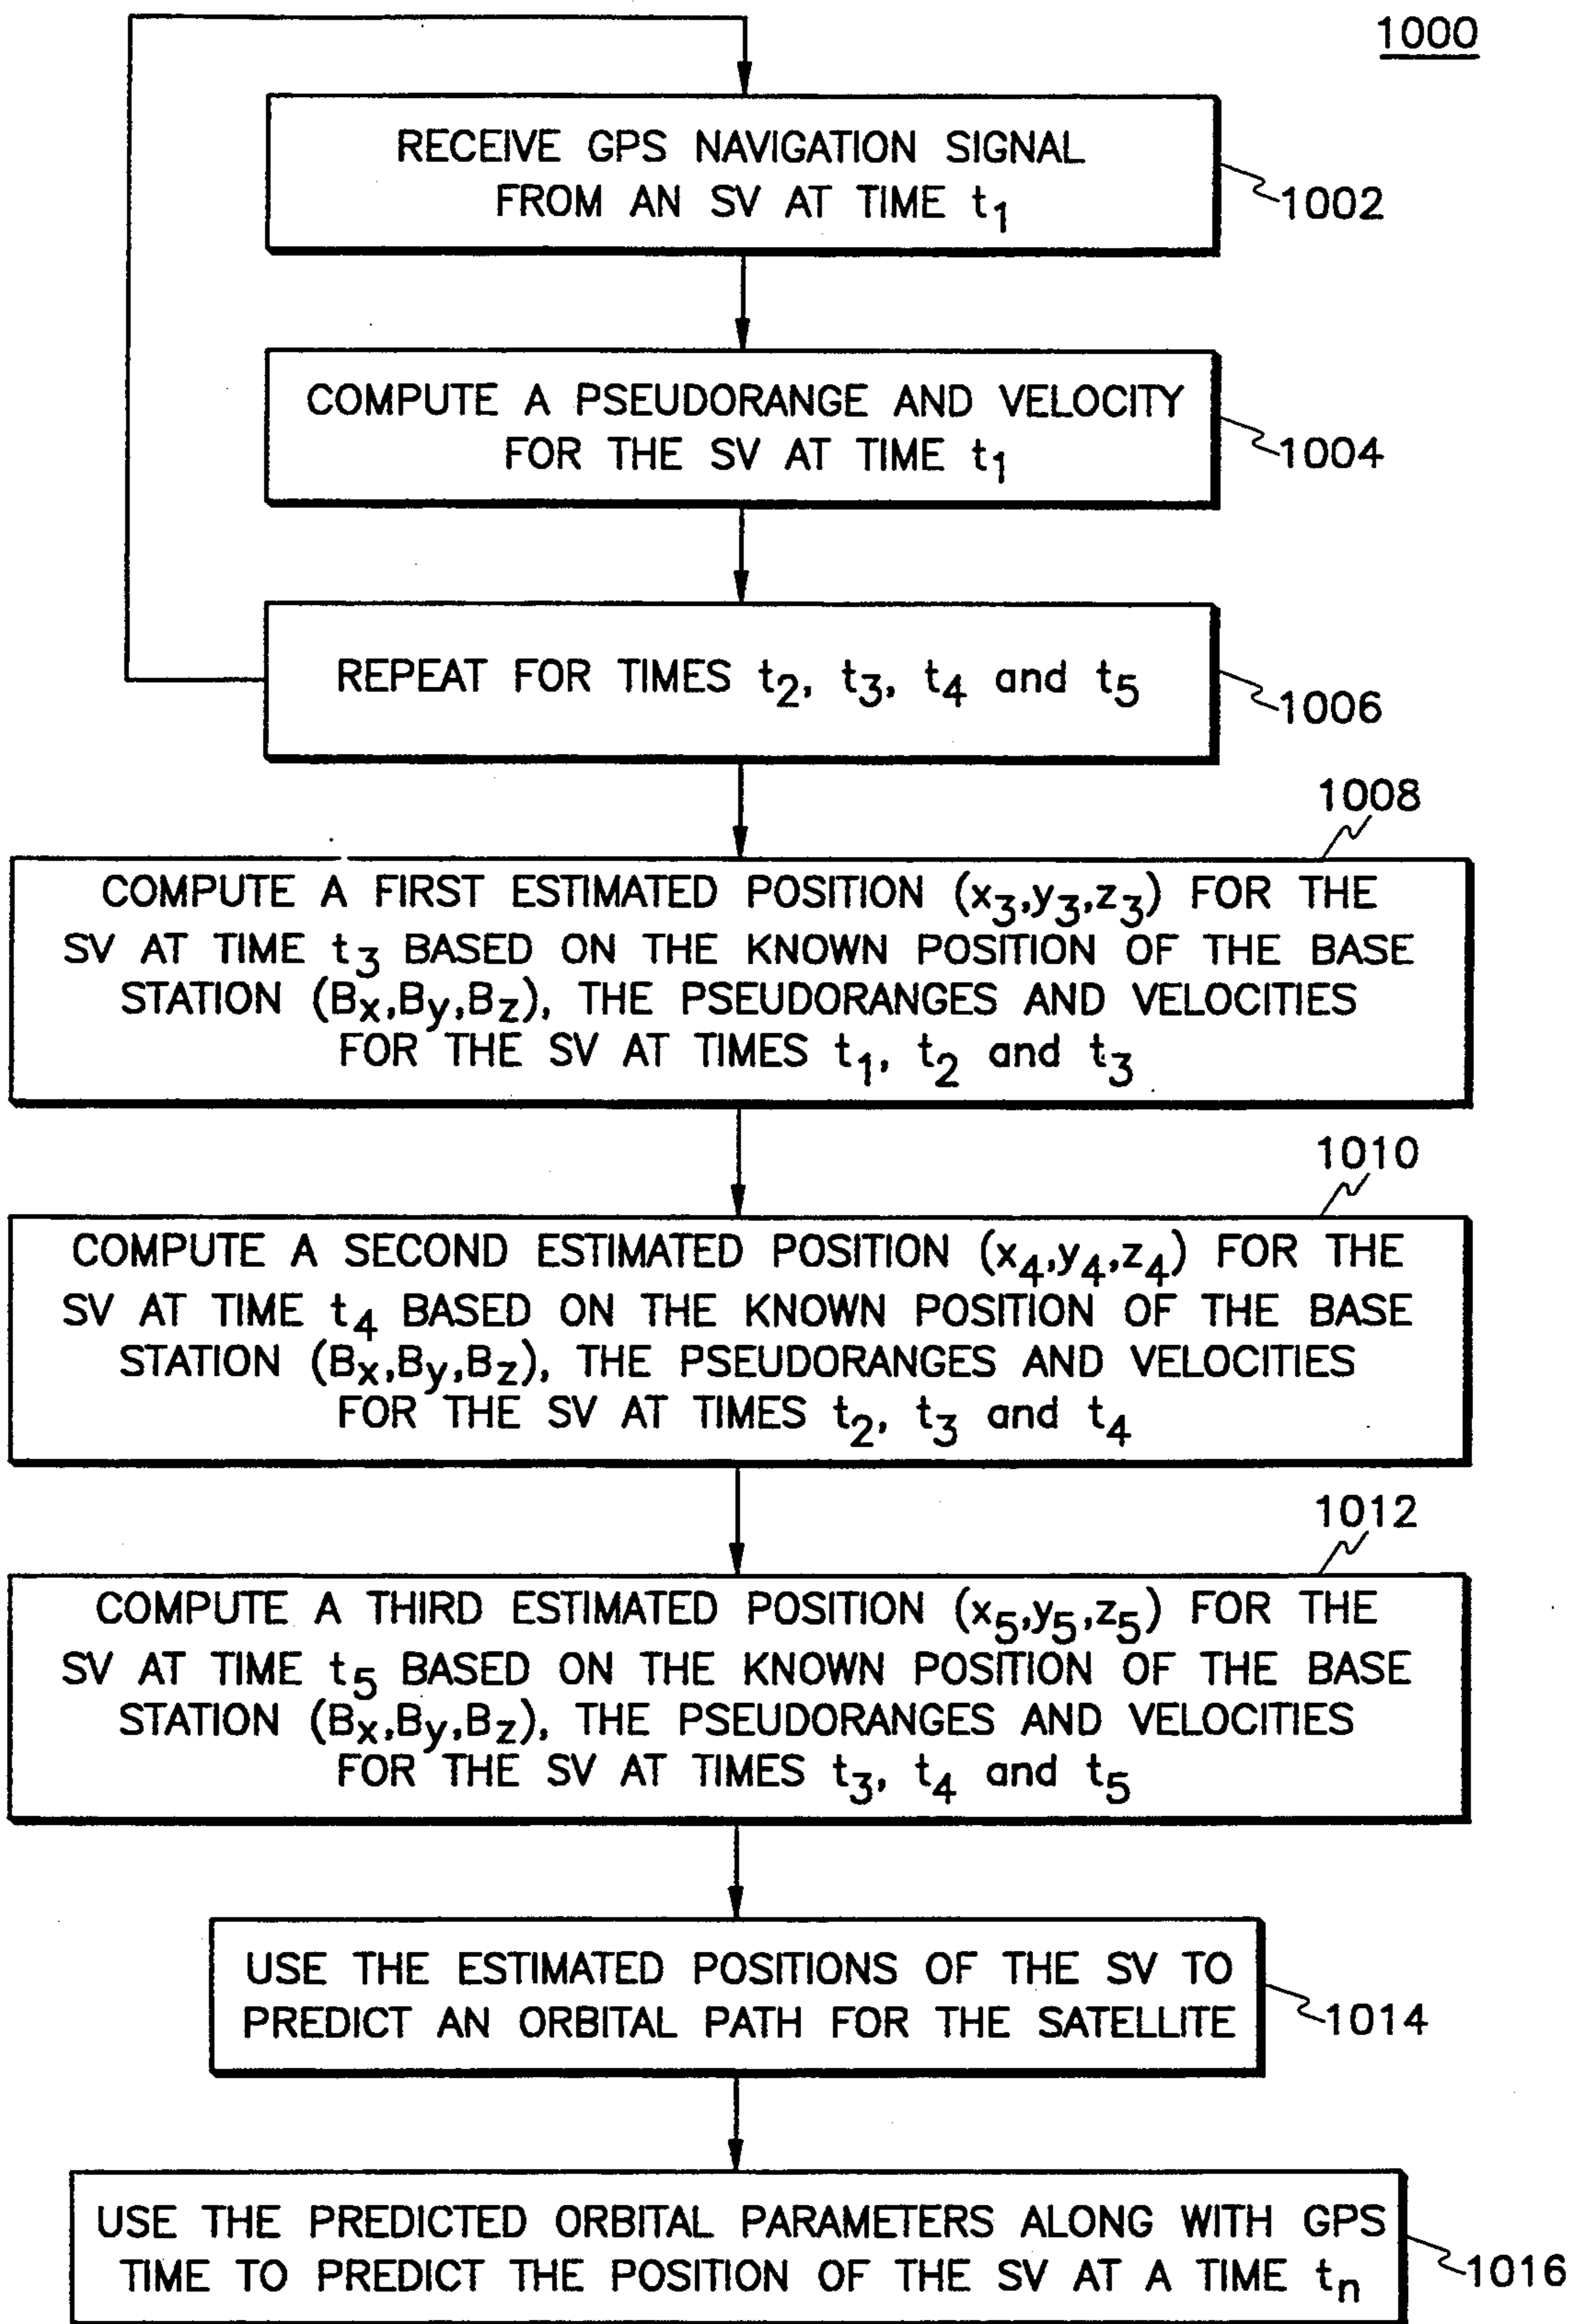 1000
RECEIVE GPS NAVIGATION SIGNAL
FROM AN SV AT TIME t1
1002
COMPUTE A PSEUDORANGE AND VELOCITY
FOR THE SV AT TIME t1
1004
REPEAT FOR TIMES t2, t3, t4 and t5
1006
1008
COMPUTE A FIRST ESTIMATED POSITION (x3,y3,z3) FOR THE
SV AT TIME t3 BASED ON THE KNOWN POSITION OF THE BASE
STATION (Bx,By,Bz), THE PSEUDORANGES AND VELOCITIES
FOR THE SV AT TIMES t1, t2 and t3
1010
COMPUTE A SECOND ESTIMATED POSITION (x4,y4,z4) FOR THE
SV AT TIME t4 BASED ON THE KNOWN POSITION OF THE BASE
STATION (Bx,By,Bz), THE PSEUDORANGES AND VELOCITIES
FOR THE SV AT TIMES t2, t3 and t4
1012
COMPUTE A THIRD ESTIMATED POSITION (x5,y5,z5) FOR THE
SV AT TIME t5 BASED ON THE KNOWN POSITION OF THE BASE
STATION (Bx,By,Bz), THE PSEUDORANGES AND VELOCITIES
FOR THE SV AT TIMES t3, t4 and t5
USE THE ESTIMATED POSITIONS OF THE SV TO
PREDICT AN ORBITAL PATH FOR THE SATELLITE
1014
USE THE PREDICTED ORBITAL PARAMETERS ALONG WITH GPS
TIME TO PREDICT THE POSITION OF THE SV AT A TIME tn
1016